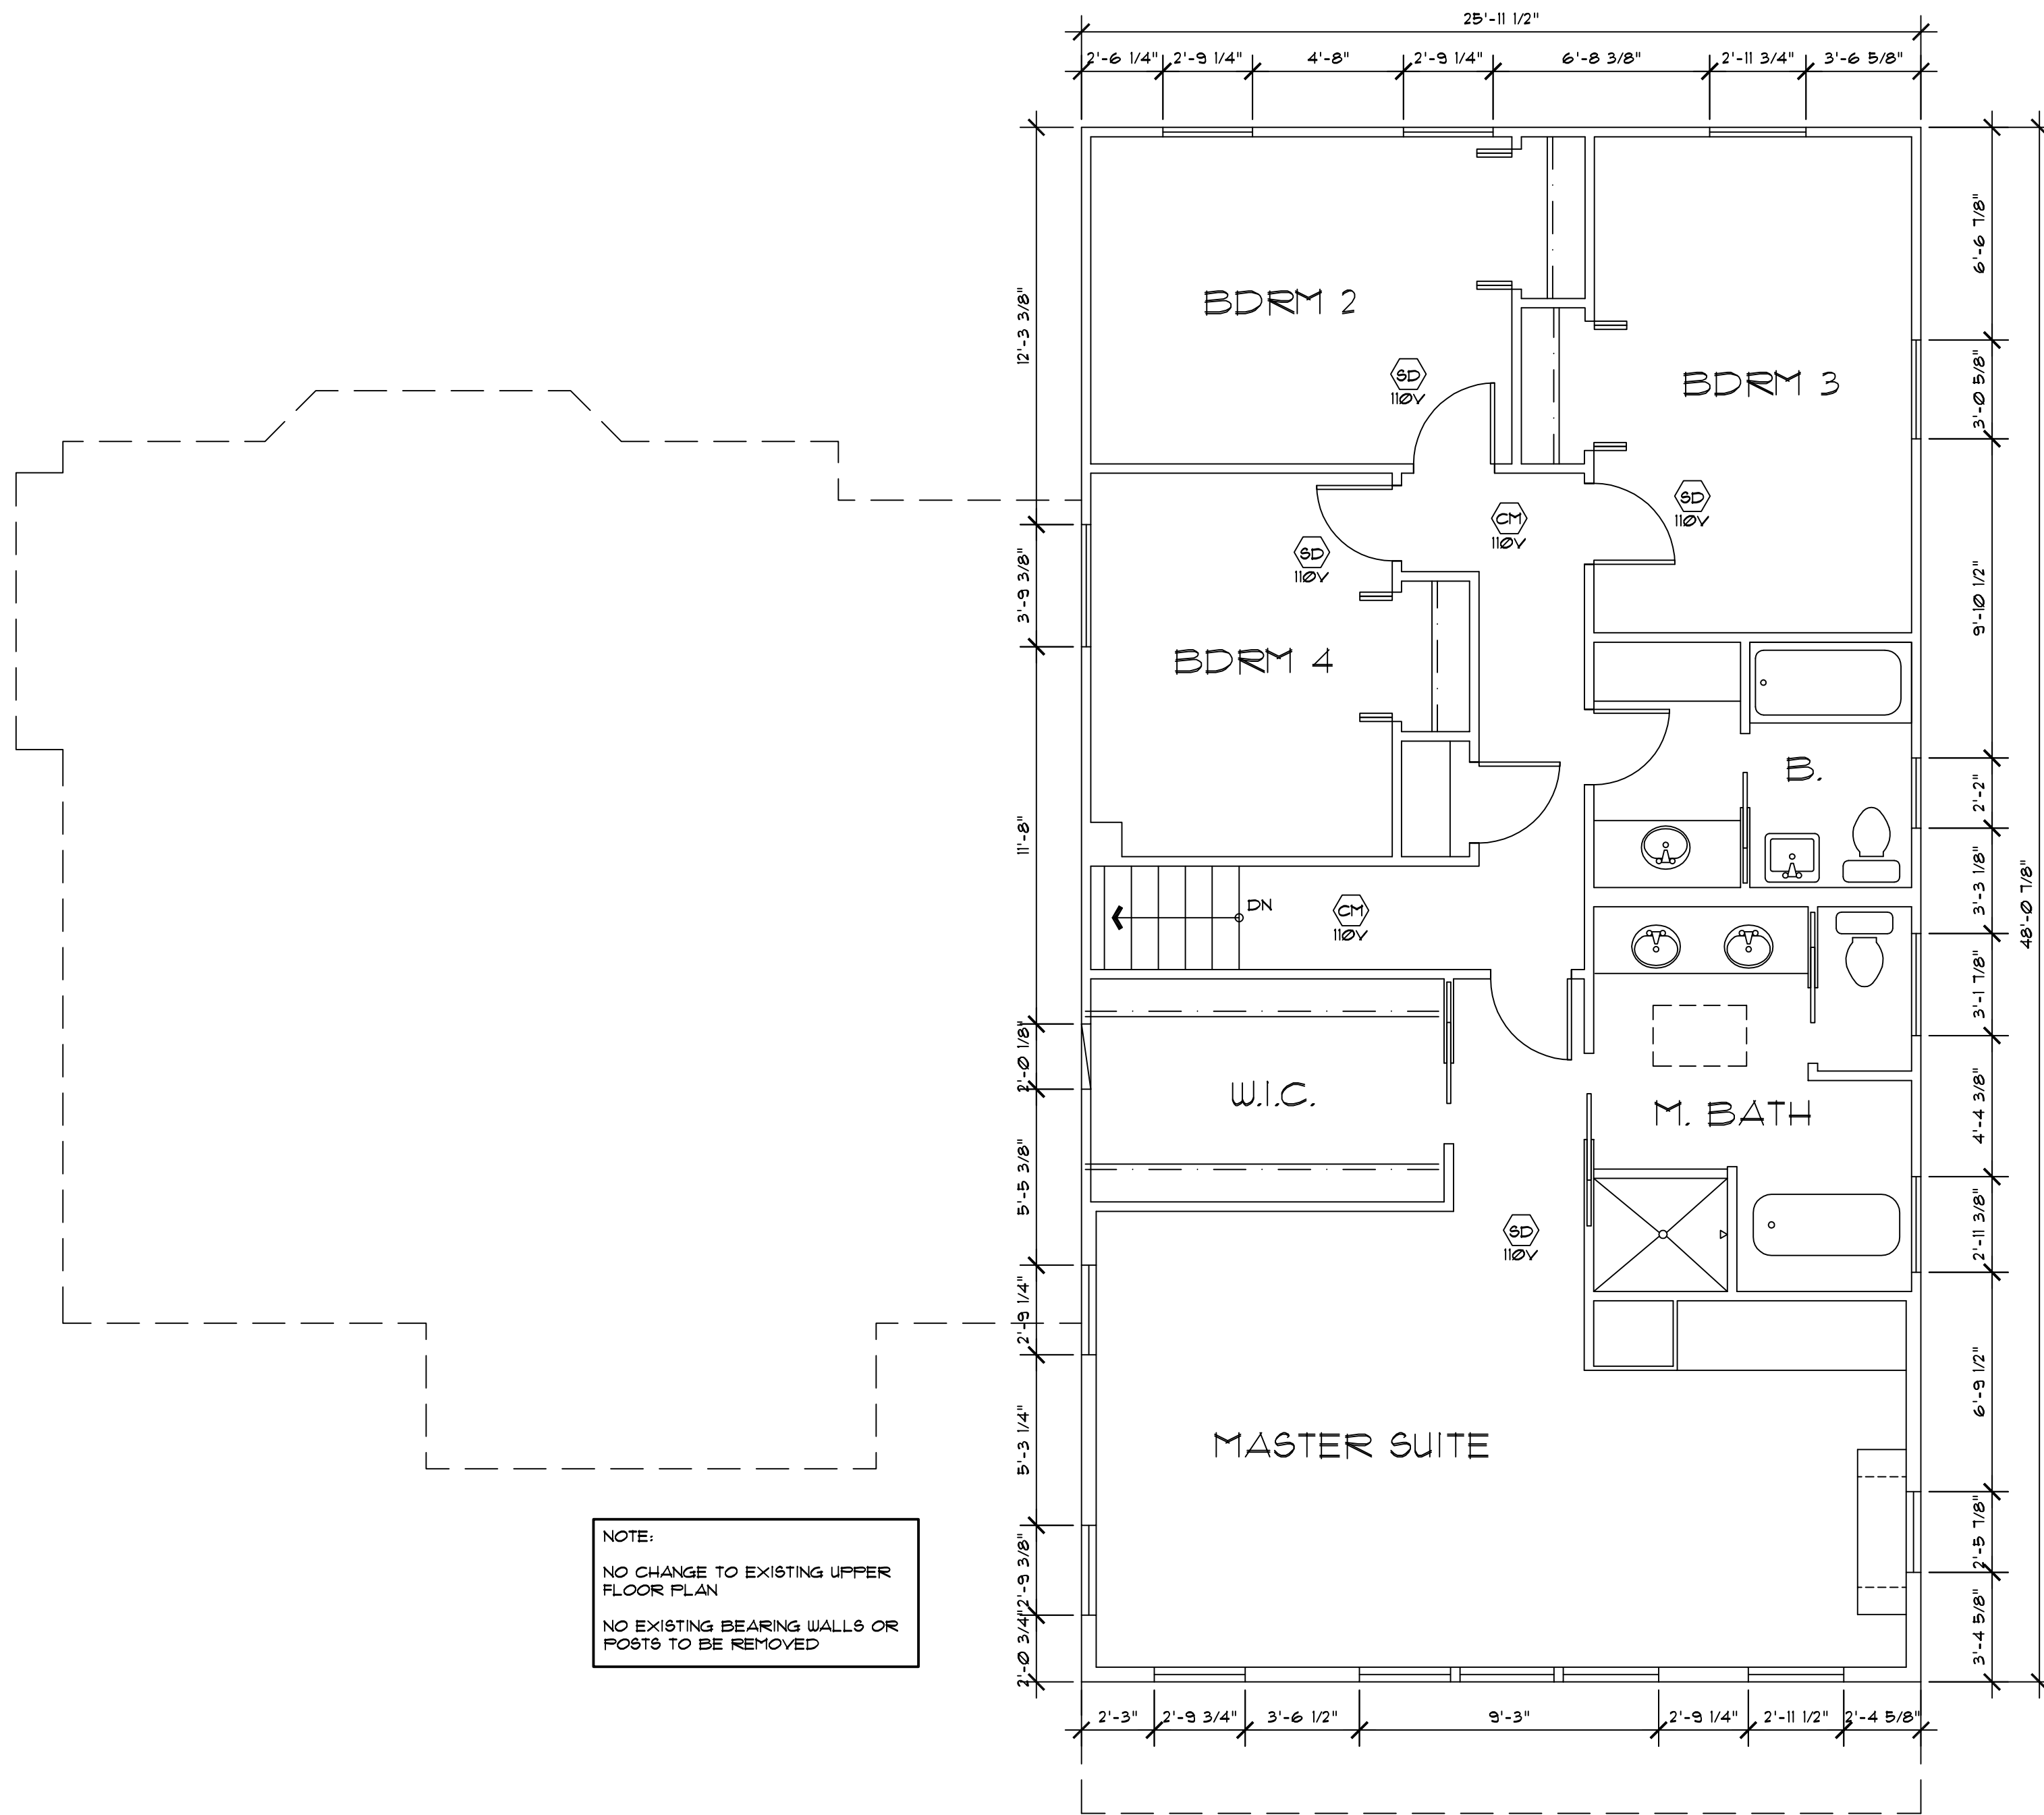 25'-11 1/2"
2'-6 1/4" 2'-9 1/4" 4'-8" 2'-9 1/4" 6'-8 3/8" 2'-11 3/4" 3'-6 5/8"
12'-3 3/8"
3'-9 3/8"
11'-8"
2'-0 1/8"
5'-5 3/8"
2'-9 1/4"
5'-3 1/4"
2'-9 3/8"
2'-0 3/4"
BDRM 2
SD
110V
BDRM 3
SD
110V
CM
110V
SD
110V
BDRM 4
B.
DN
CM
110V
W.I.C.
M. BATH
SD
110V
MASTER SUITE
6'-6 7/8"
3'-0 5/8"
9'-10 1/2"
2'-2"
3'-3 1/8"
3'-1 7/8"
4'-4 3/8"
2'-11 3/8"
6'-9 1/2"
2'-5 7/8"
3'-4 5/8"
48'-0 7/8"
NOTE:
NO CHANGE TO EXISTING UPPER
FLOOR PLAN
NO EXISTING BEARING WALLS OR
POSTS TO BE REMOVED
2'-3" 2'-9 3/4" 3'-6 1/2" 9'-3" 2'-9 1/4" 2'-11 1/2" 2'-4 5/8"